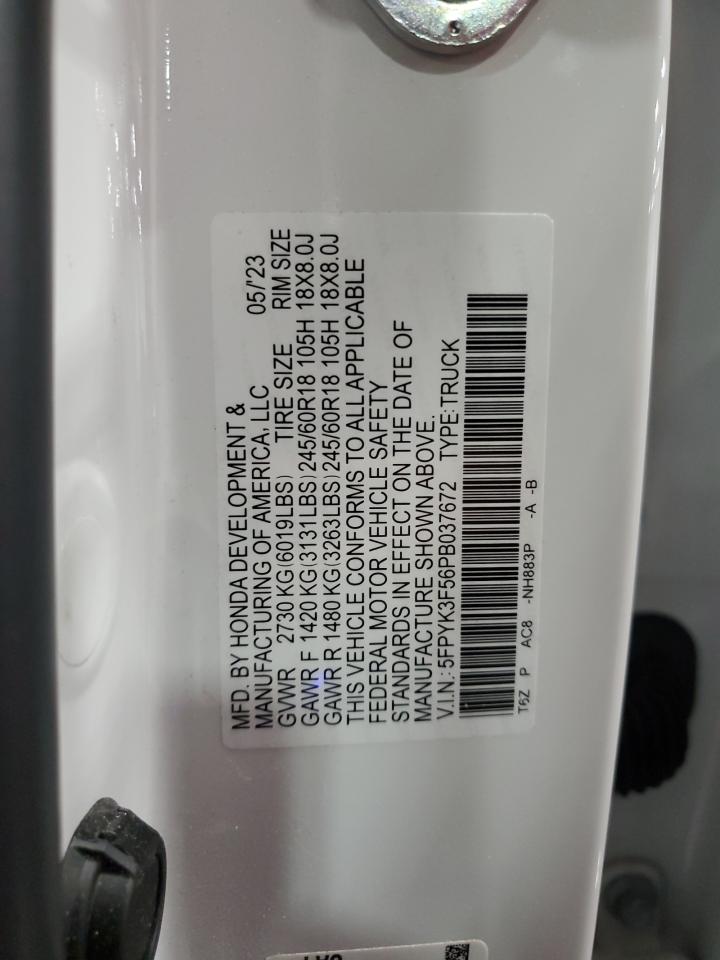 MFD. BY HONDA DEVELOPMENT &
MANUFACTURING OF AMERICA, LLC 05/'23
GVWR 2730 KG(6019LBS) TIRE SIZE RIM SIZE
GAWR F 1420 KG(3131LBS)245/60R18 105H 18X8.0J
GAWR R 1480 KG(3263LBS)245/60R18 105H 18X8.0J
THIS VEHICLE CONFORMS TO ALL APPLICABLE
FEDERAL MOTOR VEHICLE SAFETY
STANDARDS IN EFFECT ON THE DATE OF
MANUFACTURE SHOWN ABOVE.
V.I.N.:5FPYK3F56PB037672 TYPE:TRUCK
T6Z P AC8 -NH883P -A -B